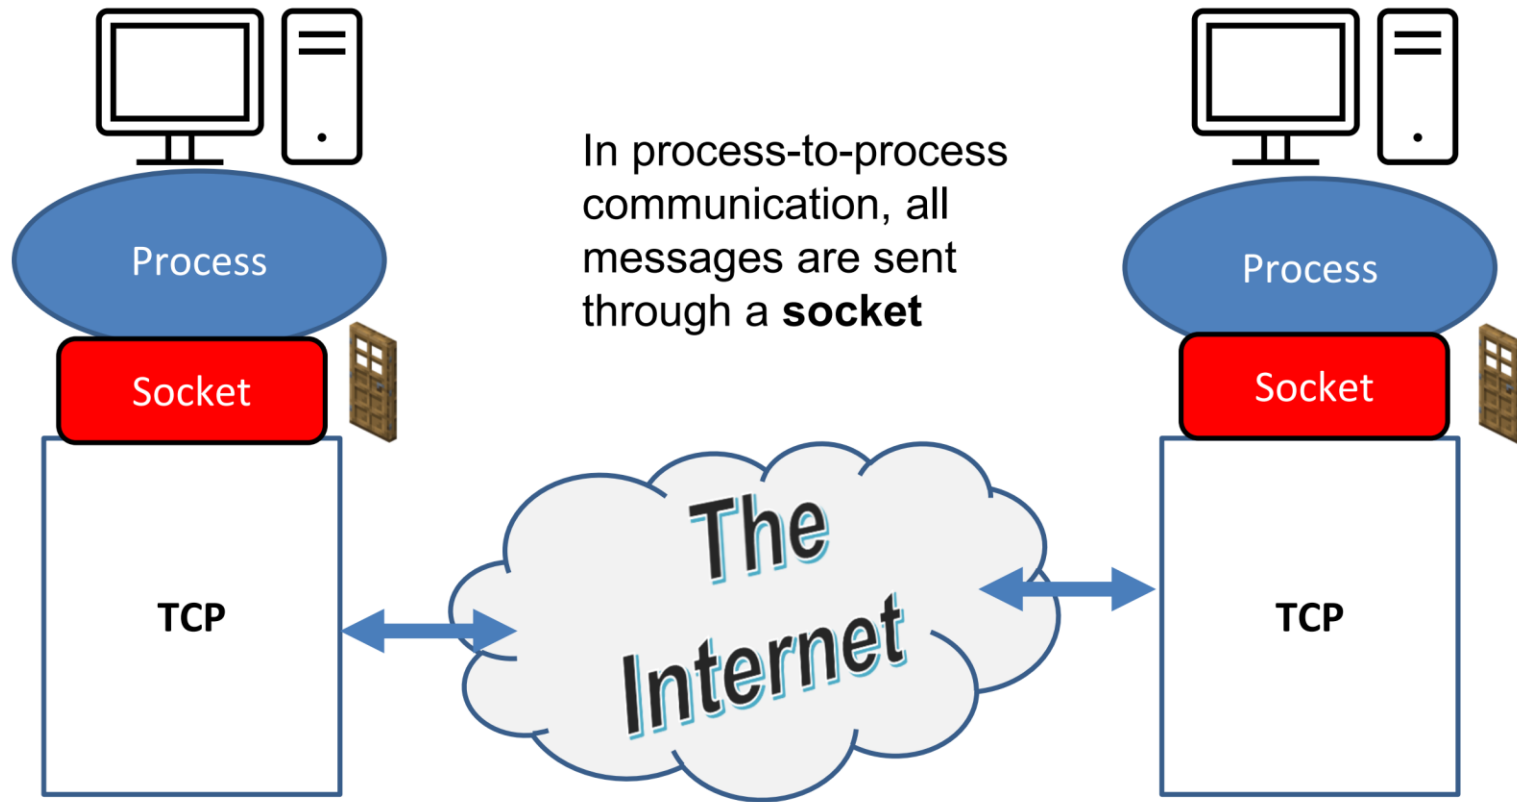 In process-to-process
communication, all
messages are sent
through a socket
Process
Process
Socket
Socket
The
Internet
TCP
TCP